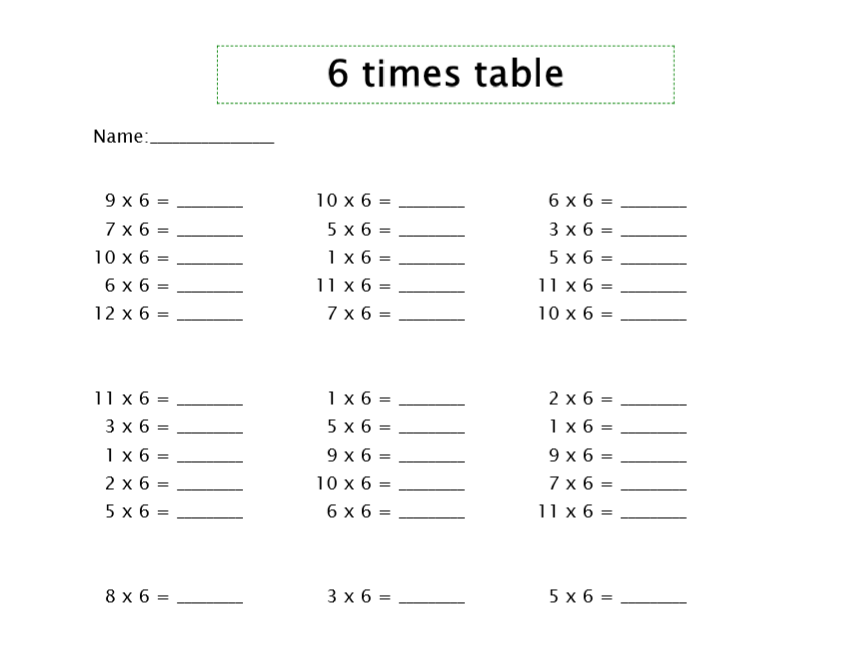 6 times table
Name:______________
9 x 6 = _______ 10 x 6 = _______ 6 x 6 = _______
7 x 6 = _______ 5 x 6 = _______ 3 x 6 = _______
10 x 6 = _______ 1 x 6 = _______ 5 x 6 = _______
6 x 6 = _______ 11 x 6 = _______ 11 x 6 = _______
12 x 6 = _______ 7 x 6 = _______ 10 x 6 = _______
11 x 6 = _______ 1 x 6 = _______ 2 x 6 = _______
3 x 6 = _______ 5 x 6 = _______ 1 x 6 = _______
1 x 6 = _______ 9 x 6 = _______ 9 x 6 = _______
2 x 6 = _______ 10 x 6 = _______ 7 x 6 = _______
5 x 6 = _______ 6 x 6 = _______ 11 x 6 = _______
8 x 6 = _______ 3 x 6 = _______ 5 x 6 = _______